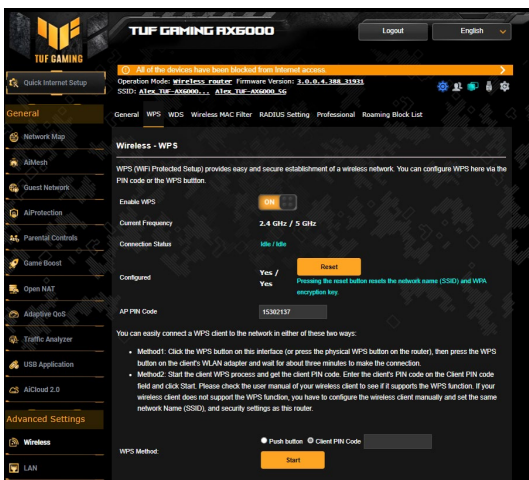 TUF GAMING AX6000
Logout
English
TUF GAMING
All of the devices have been blocked from Internet access.
Operation Mode: Wireless router Firmware Version: 3.0.0.4.388_31931
SSID: Alex_TUF-AX6000... Alex_TUF-AX6000_5G
Quick Internet Setup
General
Network Map
AiMesh
Guest Network
AiProtection
Parental Controls
Game Boost
Open NAT
Adaptive QoS
Traffic Analyzer
USB Application
AiCloud 2.0
Advanced Settings
Wireless
LAN
General WPS WDS Wireless MAC Filter RADIUS Setting Professional Roaming Block List
Wireless - WPS
WPS (WiFi Protected Setup) provides easy and secure establishment of a wireless network. You can configure WPS here via the
PIN code or the WPS buttton.
Enable WPS ON
Current Frequency 2.4 GHz / 5 GHz
Connection Status Idle / Idle
Configured Yes /
Yes
Reset
Pressing the reset button resets the network name (SSID) and WPA
encryption key.
AP PIN Code 15302137
You can easily connect a WPS client to the network in either of these two ways:
• Method1: Click the WPS button on this interface (or press the physical WPS button on the router), then press the WPS
button on the client's WLAN adapter and wait for about three minutes to make the connection.
• Method2: Start the client WPS process and get the client PIN code. Enter the client's PIN code on the Client PIN code
field and click Start. Please check the user manual of your wireless client to see if it supports the WPS function. If your
wireless client does not support the WPS function, you have to configure the wireless client manually and set the same
network Name (SSID), and security settings as this router.
WPS Method: Push button Client PIN Code
Start